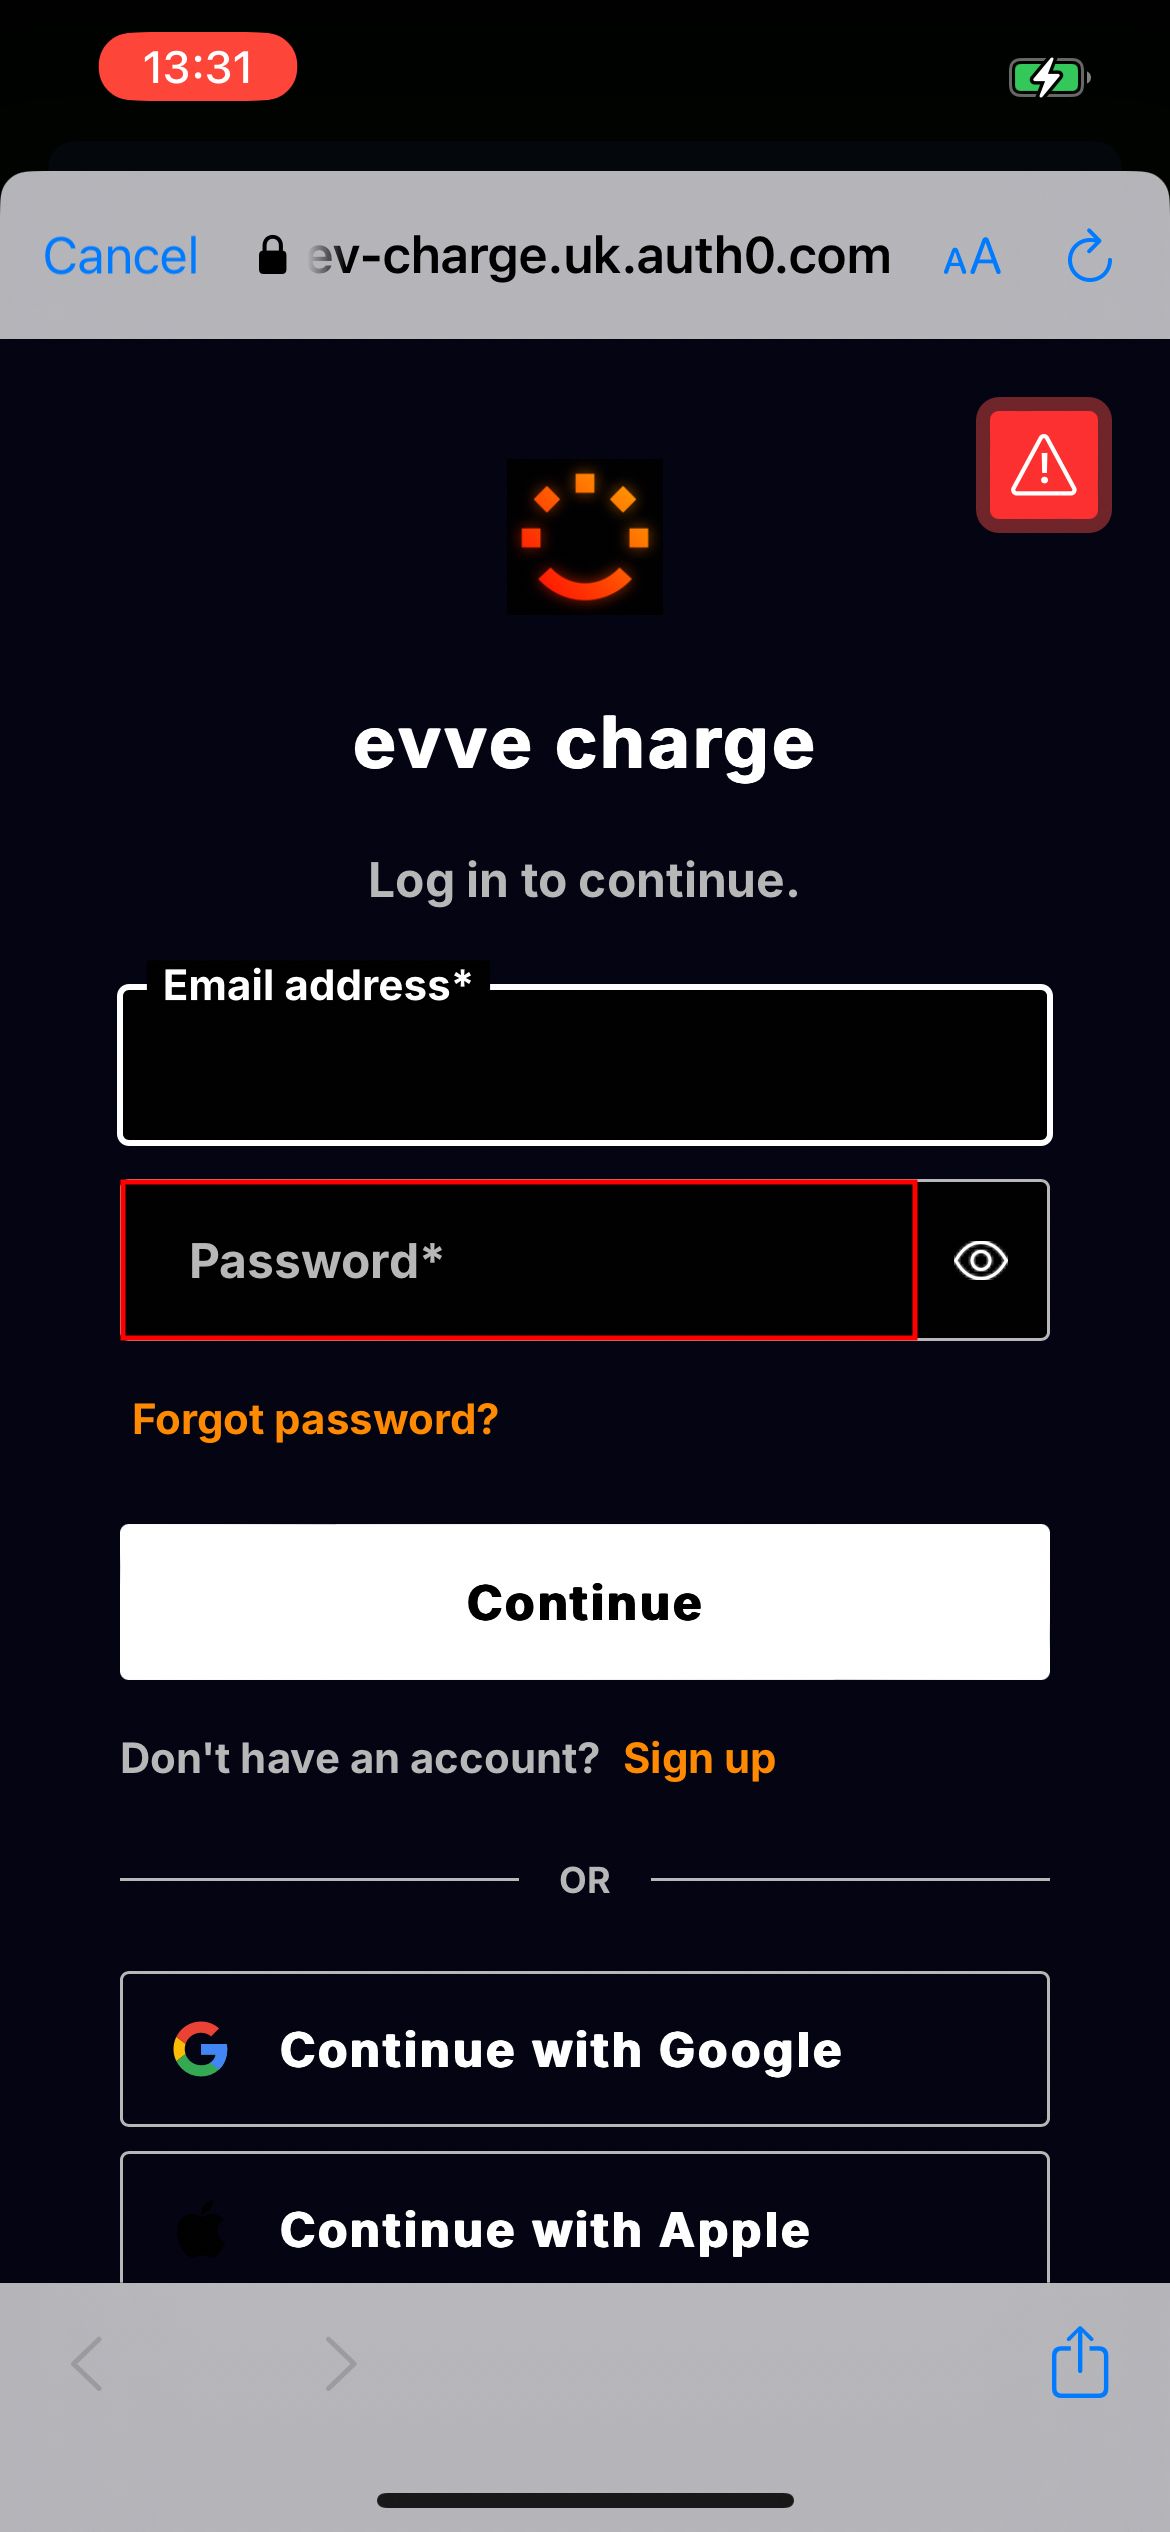 13:31
Cancel
ev-charge.uk.auth0.com
AA
evve charge
Log in to continue.
Email address*
Password*
Forgot password?
Continue
Don't have an account? Sign up
OR
Continue with Google
Continue with Apple